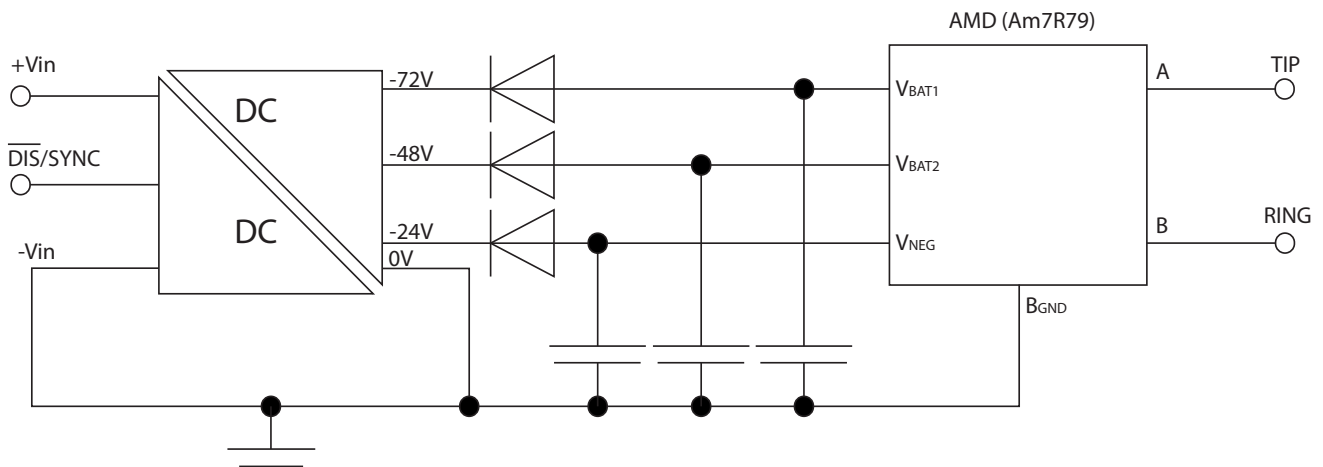 AMD (Am7R79)
+Vin
DIS/SYNC
-Vin
DC
DC
-72V
-48V
-24V
0V
VBAT1
VBAT2
VNEG
BGND
A
B
TIP
RING